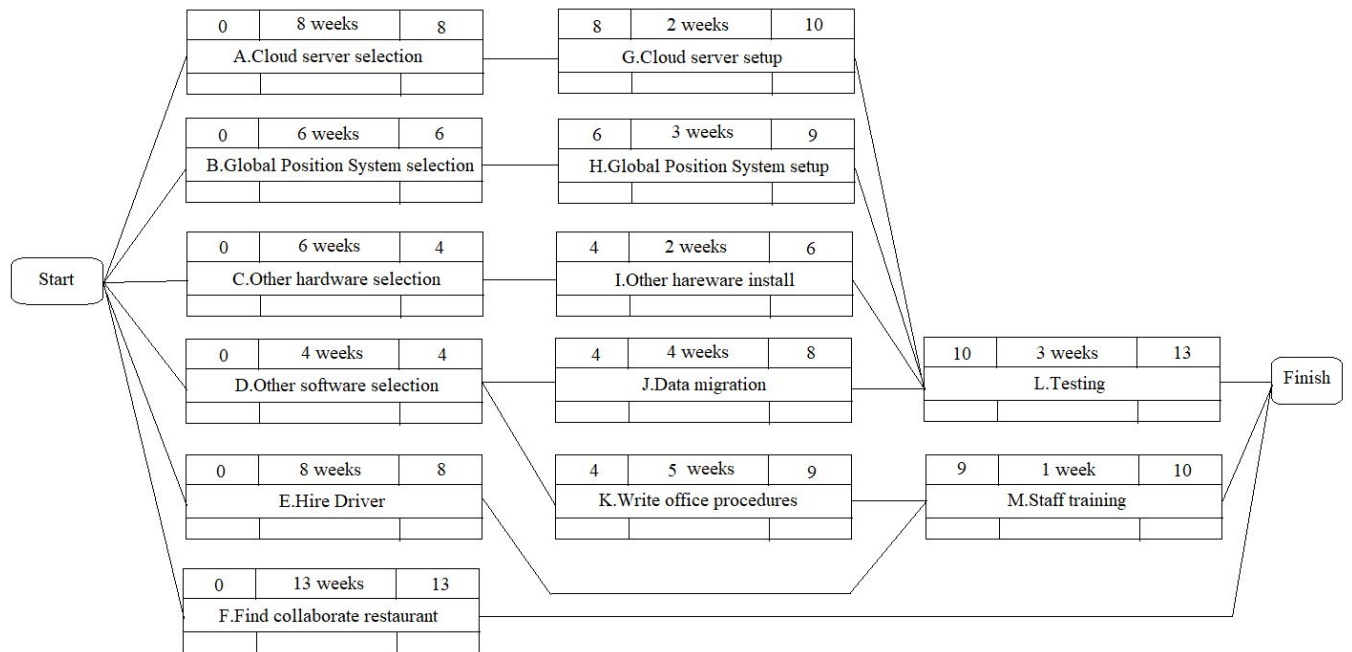 0 8 weeks 8
A.Cloud server selection
8 2 weeks 10
G.Cloud server setup
0 6 weeks 6
B.Global Position System selection
6 3 weeks 9
H.Global Position System setup
0 6 weeks 4
C.Other hardware selection
4 2 weeks 6
I.Other hareware install
Start
0 4 weeks 4
D.Other software selection
4 4 weeks 8
J.Data migration
10 3 weeks 13
L.Testing
Finish
0 8 weeks 8
E.Hire Driver
4 5 weeks 9
K.Write office procedures
9 1 week 10
M.Staff training
0 13 weeks 13
F.Find collaborate restaurant